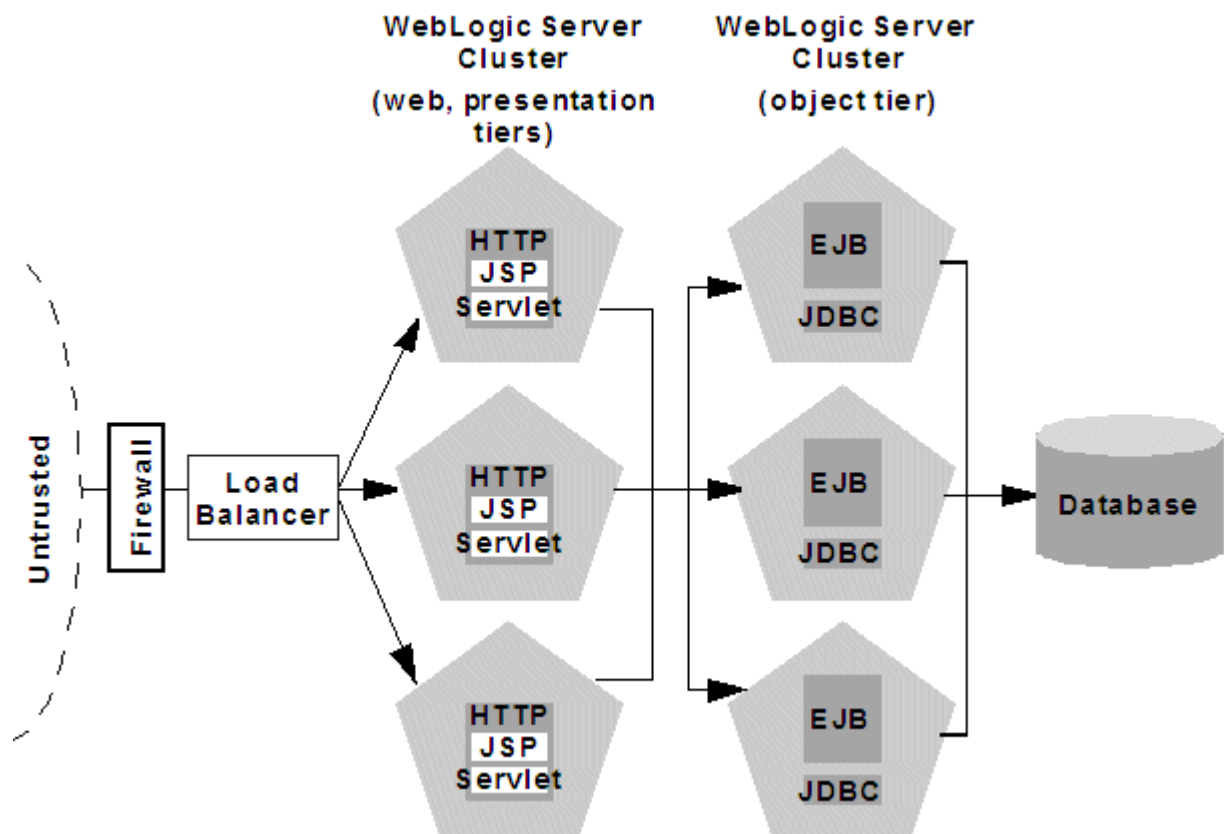 WebLogic Server
Cluster
(web, presentation
tiers)
WebLogic Server
Cluster
(object tier)
Untrusted
Firewall
Load
Balancer
HTTP
JSP
Servlet
HTTP
JSP
Servlet
HTTP
JSP
Servlet
EJB
JDBC
EJB
JDBC
EJB
JDBC
Database